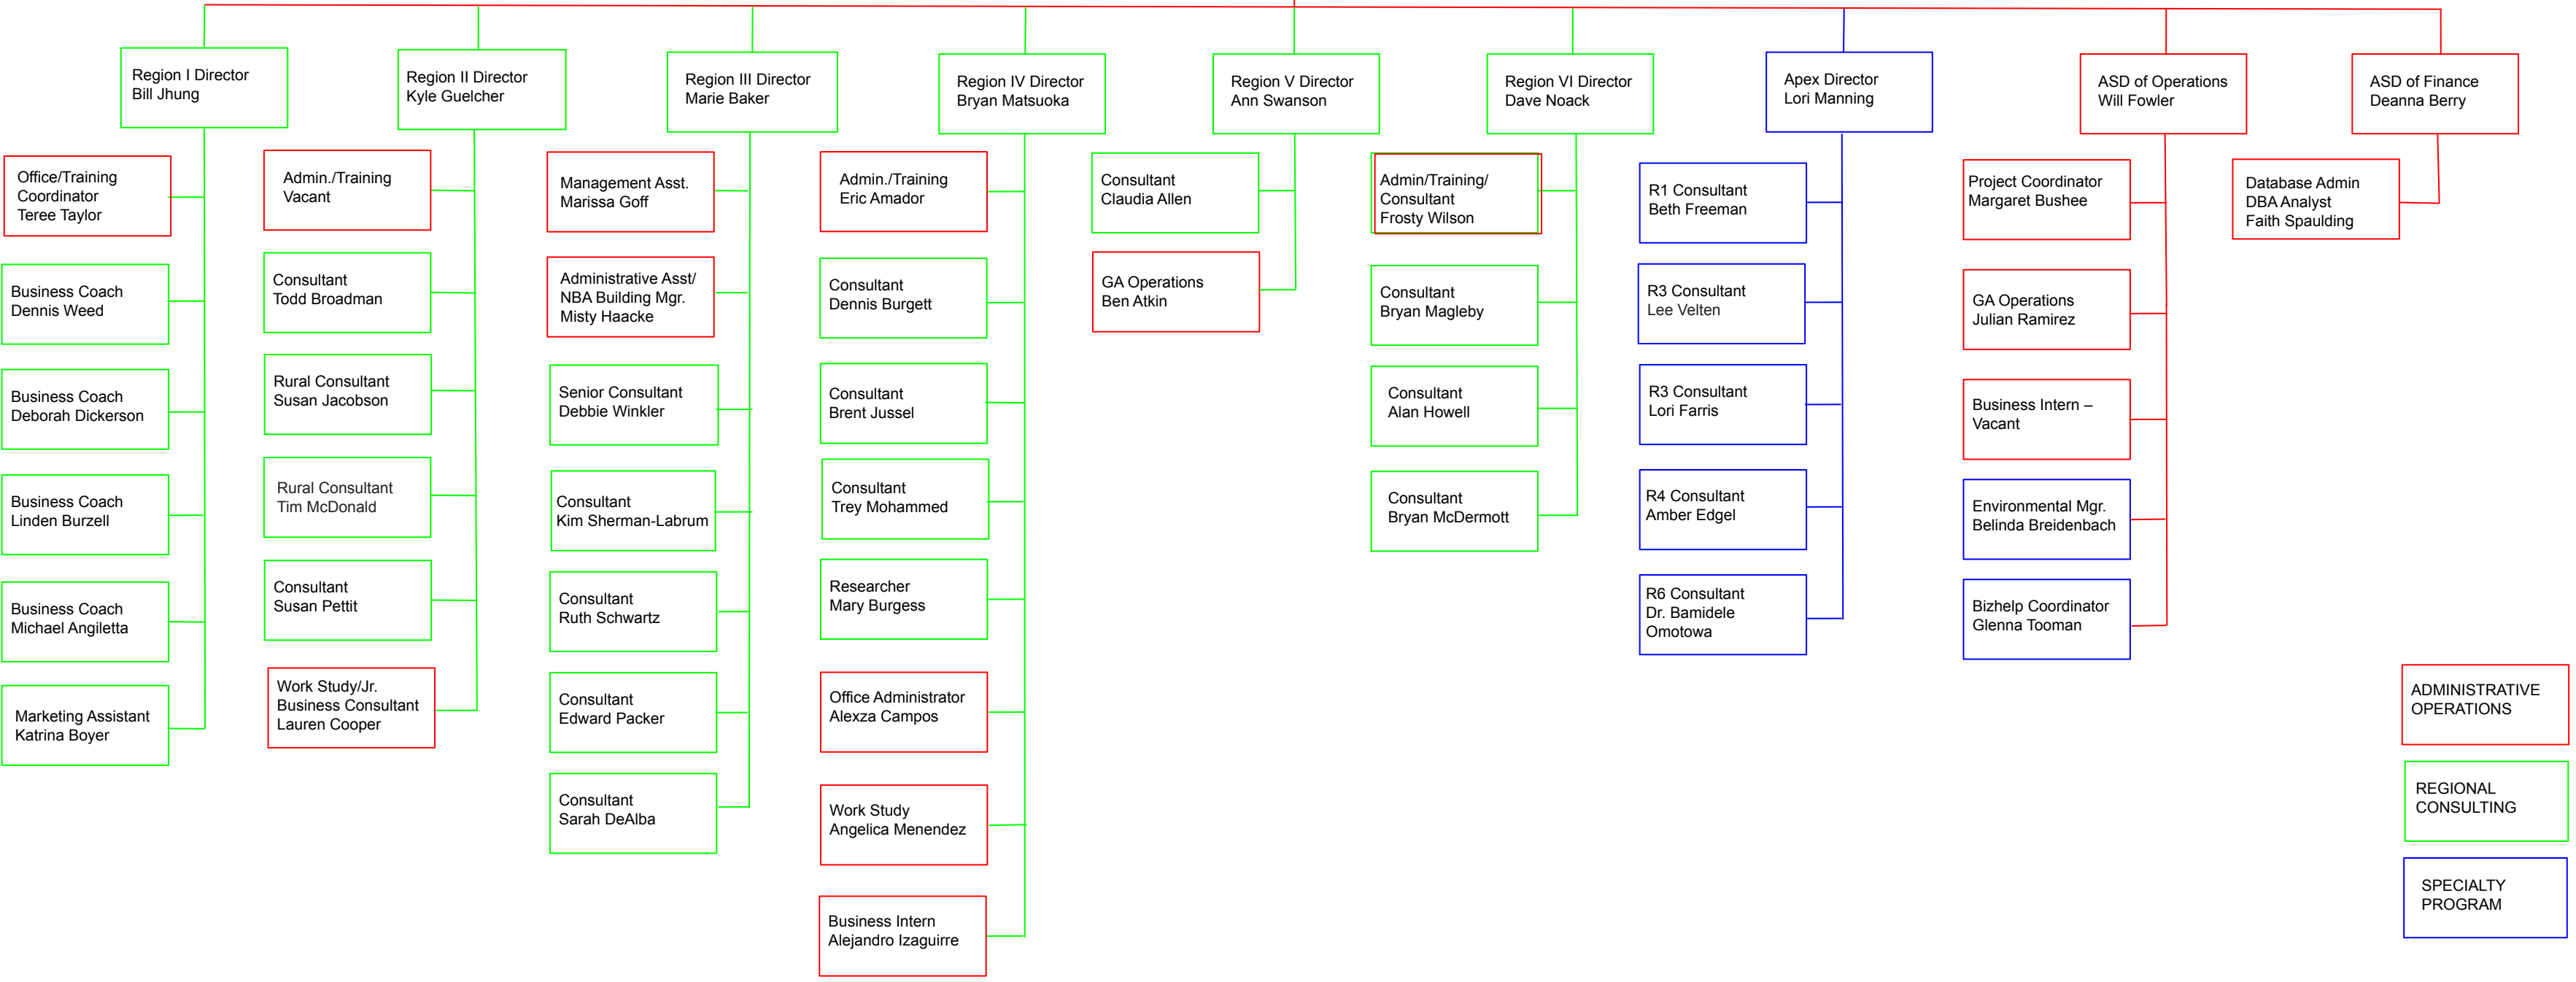 Region I Director
Bill Jhung
Region II Director
Kyle Guelcher
Region III Director
Marie Baker
Region IV Director
Bryan Matsuoka
Region V Director
Ann Swanson
Region VI Director
Dave Noack
Apex Director
Lori Manning
ASD of Operations
Will Fowler
ASD of Finance
Deanna Berry
Office/Training
Coordinator
Teree Taylor
Business Coach
Dennis Weed
Business Coach
Deborah Dickerson
Business Coach
Linden Burzell
Business Coach
Michael Angiletta
Marketing Assistant
Katrina Boyer
Admin./Training
Vacant
Consultant
Todd Broadman
Rural Consultant
Susan Jacobson
Rural Consultant
Tim McDonald
Consultant
Susan Pettit
Work Study/Jr.
Business Consultant
Lauren Cooper
Management Asst.
Marissa Goff
Administrative Asst/
NBA Building Mgr.
Misty Haacke
Senior Consultant
Debbie Winkler
Consultant
Kim Sherman-Labrum
Consultant
Ruth Schwartz
Consultant
Edward Packer
Consultant
Sarah DeAlba
Admin./Training
Eric Amador
Consultant
Dennis Burgett
Consultant
Brent Jussel
Consultant
Trey Mohammed
Researcher
Mary Burgess
Office Administrator
Alexza Campos
Work Study
Angelica Menendez
Business Intern
Alejandro Izaguirre
Consultant
Claudia Allen
GA Operations
Ben Atkin
Admin/Training/
Consultant
Frosty Wilson
Consultant
Bryan Magleby
Consultant
Alan Howell
Consultant
Bryan McDermott
R1 Consultant
Beth Freeman
R3 Consultant
Lee Velten
R3 Consultant
Lori Farris
R4 Consultant
Amber Edgel
R6 Consultant
Dr. Bamidele
Omotowa
Project Coordinator
Margaret Bushee
GA Operations
Julian Ramirez
Business Intern –
Vacant
Environmental Mgr.
Belinda Breidenbach
Bizhelp Coordinator
Glenna Tooman
Database Admin
DBA Analyst
Faith Spaulding
ADMINISTRATIVE
OPERATIONS
REGIONAL
CONSULTING
SPECIALTY
PROGRAM